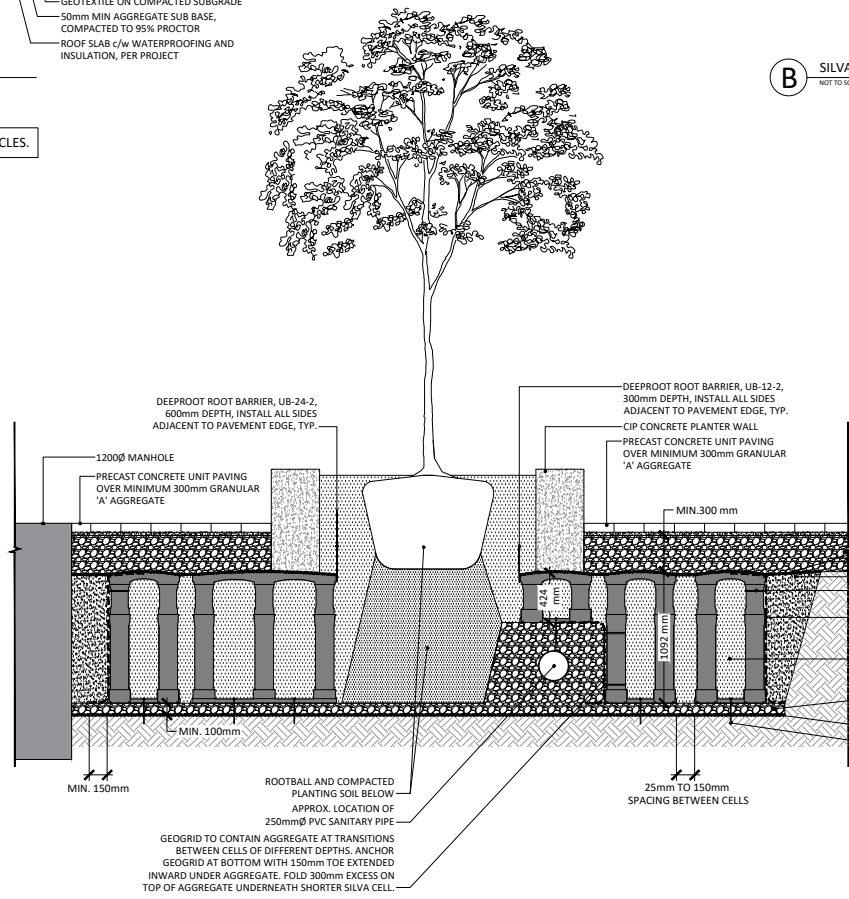 GEOTEXTILE ON COMPACTED SUBGRADE
50mm MIN AGGREGATE SUB BASE,
COMPACTED TO 95% PROCTOR
ROOF SLAB c/w WATERPROOFING AND
INSULATION, PER PROJECT
CLES.
B
SILVA
NOT TO SC
DEEPROOT ROOT BARRIER, UB-24-2,
600mm DEPTH, INSTALL ALL SIDES
ADJACENT TO PAVEMENT EDGE, TYP.
1200Ø MANHOLE
PRECAST CONCRETE UNIT PAVING
OVER MINIMUM 300mm GRANULAR
'A' AGGREGATE
DEEPROOT ROOT BARRIER, UB-12-2,
300mm DEPTH, INSTALL ALL SIDES
ADJACENT TO PAVEMENT EDGE, TYP.
CIP CONCRETE PLANTER WALL
PRECAST CONCRETE UNIT PAVING
OVER MINIMUM 300mm GRANULAR
'A' AGGREGATE
MIN.300 mm
424
mm
1092 mm
MIN. 100mm
MIN. 150mm
25mm TO 150mm
SPACING BETWEEN CELLS
ROOTBALL AND COMPACTED
PLANTING SOIL BELOW
APPROX. LOCATION OF
250mmØ PVC SANITARY PIPE
GEOGRID TO CONTAIN AGGREGATE AT TRANSITIONS
BETWEEN CELLS OF DIFFERENT DEPTHS. ANCHOR
GEOGRID AT BOTTOM WITH 150mm TOE EXTENDED
INWARD UNDER AGGREGATE. FOLD 300mm EXCESS ON
TOP OF AGGREGATE UNDERNEATH SHORTER SILVA CELL.